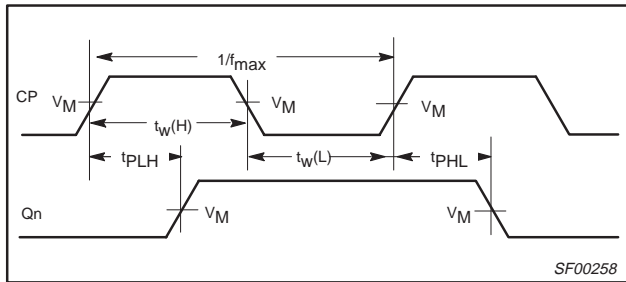 1/fmax
CP VM VM VM
tw(H)
tPLH tw(L) tPHL
Qn VM VM
SF00258